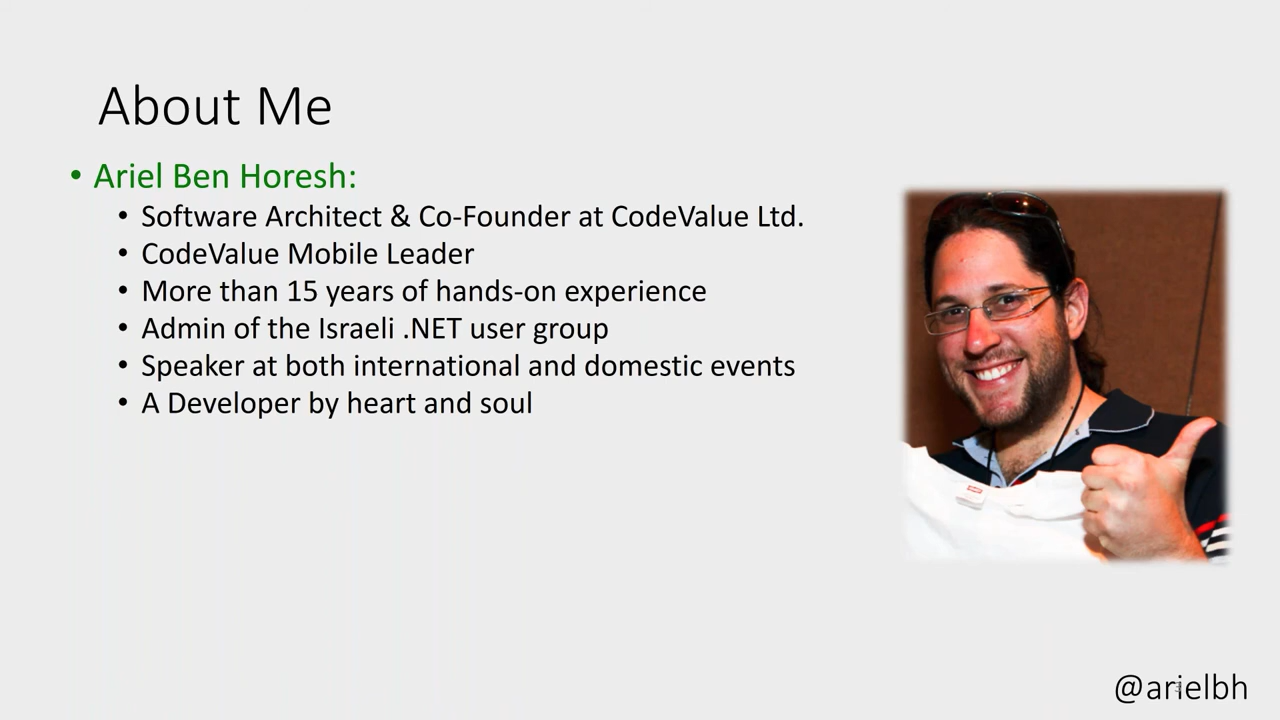 About Me
• Ariel Ben Horesh:
• Software Architect & Co-Founder at CodeValue Ltd.
• CodeValue Mobile Leader
• More than 15 years of hands-on experience
• Admin of the Israeli .NET user group
• Speaker at both international and domestic events
• A Developer by heart and soul
@arielbh